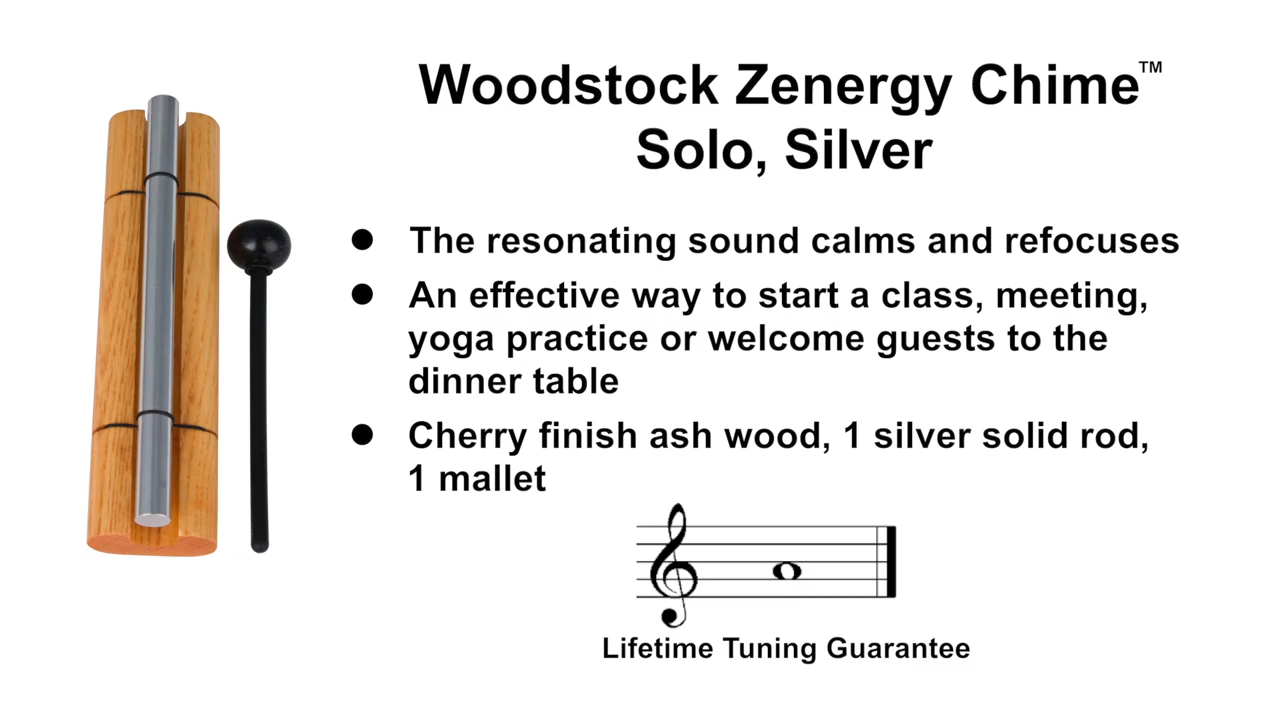 Woodstock Zenergy Chime™
Solo, Silver
● The resonating sound calms and refocuses
● An effective way to start a class, meeting,
yoga practice or welcome guests to the
dinner table
● Cherry finish ash wood, 1 silver solid rod,
1 mallet
Lifetime Tuning Guarantee